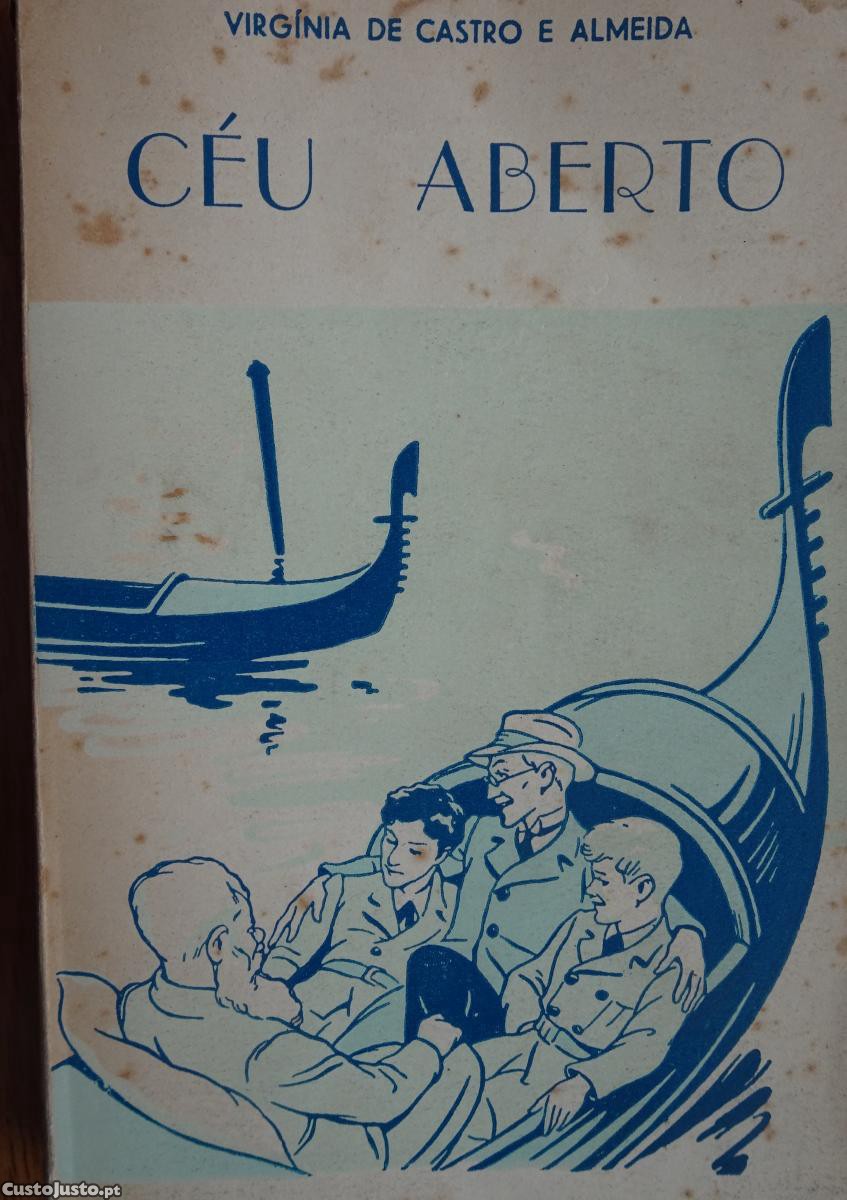 VIRGÍNIA DE CASTRO E ALMEIDA
CÉU ABERTO
CustoJusto.pt